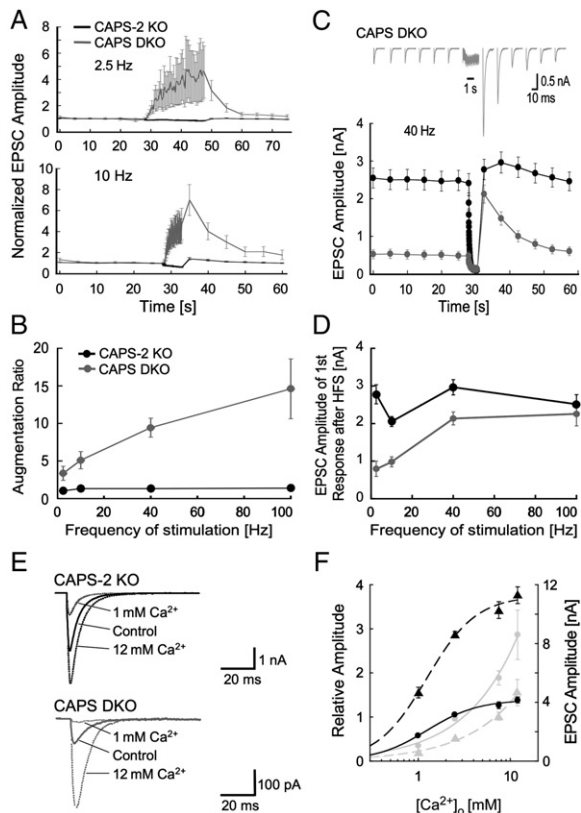 A
CAPS-2 KO
CAPS DKO
2.5 Hz
8
6
4
2
0
0 10 20 30 40 50 60 70
10 Hz
10
8
6
4
2
0
0 10 20 30 40 50 60
Time [s]
Normalized EPSC Amplitude
C
CAPS DKO
1 s
0.5 nA
10 ms
40 Hz
4
3
2
1
0
0 10 20 30 40 50 60
Time [s]
EPSC Amplitude [nA]
B
CAPS-2 KO
CAPS DKO
20
15
10
5
0
0 20 40 60 80 100
Frequency of stimulation [Hz]
Augmentation Ratio
D
4
3
2
1
0
0 20 40 60 80 100
Frequency of stimulation [Hz]
EPSC Amplitude of 1st
Response after HFS [nA]
E
CAPS-2 KO
1 mM Ca²⁺
Control
12 mM Ca²⁺
1 nA
20 ms
CAPS DKO
1 mM Ca²⁺
Control
12 mM Ca²⁺
100 pA
20 ms
F
4
3
2
1
0
12
8
4
0
1 10
[Ca²⁺]ₒ [mM]
Relative Amplitude
EPSC Amplitude [nA]